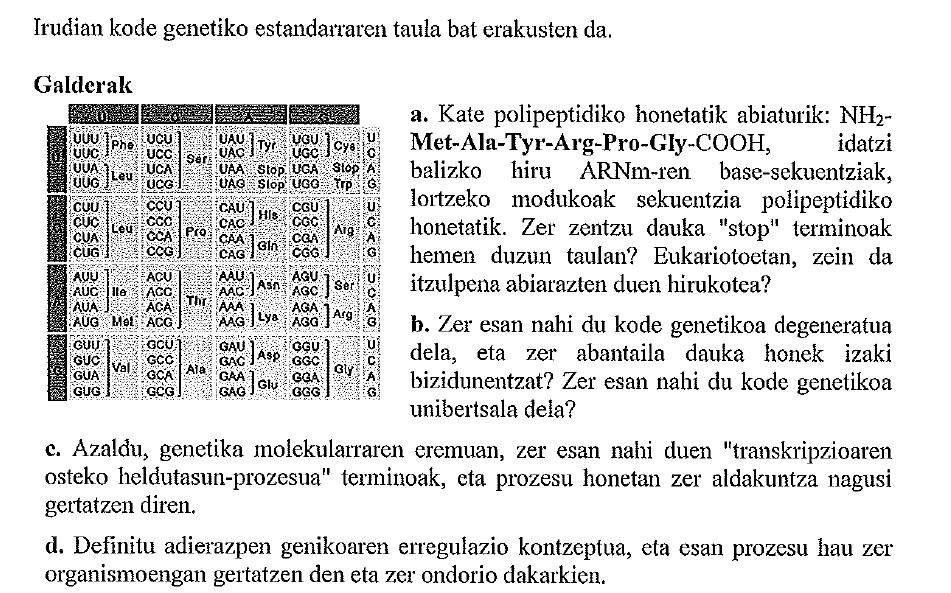 Irudian kode genetiko estandarraren taula bat erakusten da.
Galderak
U C A G
UUU UUC Phe UCU UCC Ser UAU UAC Tyr UGU UGC Cys U C
UUA UUG Leu UCA UCG UAA Stop UAG Stop UGA Stop UGG Trp A G
CUU CUC CUA CUG Leu CCU CCC CCA CCG Pro CAU CAC His CAA CAG Gln CGU CGC CGA CGG Arg U C A G
AUU AUC AUA Ile AUG Met ACU ACC ACA ACG Thr AAU AAC Asn AAA AAG Lys AGU AGC Ser AGA AGG Arg U C A G
GUU GUC GUA GUG Val GCU GCC GCA GCG Ala GAU GAC Asp GAA GAG Glu GGU GGC GGA GGG Gly U C A G
a. Kate polipeptidiko honetatik abiaturik: NH2-
Met-Ala-Tyr-Arg-Pro-Gly-COOH, idatzi
balizko hiru ARNm-ren base-sekuentziak,
lortzeko modukoak sekuentzia polipeptidiko
honetatik. Zer zentzu dauka "stop" terminoak
hemen duzun taulan? Eukariotoetan, zein da
itzulpena abiarazten duen hirukotea?
b. Zer esan nahi du kode genetikoa degeneratua
dela, eta zer abantaila dauka honek izaki
bizidunentzat? Zer esan nahi du kode genetikoa
unibertsala dela?
c. Azaldu, genetika molekularraren eremuan, zer esan nahi duen "transkripzioaren
osteko heldutasun-prozesua" terminoak, eta prozesu honetan zer aldakuntza nagusi
gertatzen diren.
d. Definitu adierazpen genikoaren erregulazio kontzeptua, eta esan prozesu hau zer
organismoengan gertatzen den eta zer ondorio dakarkien.